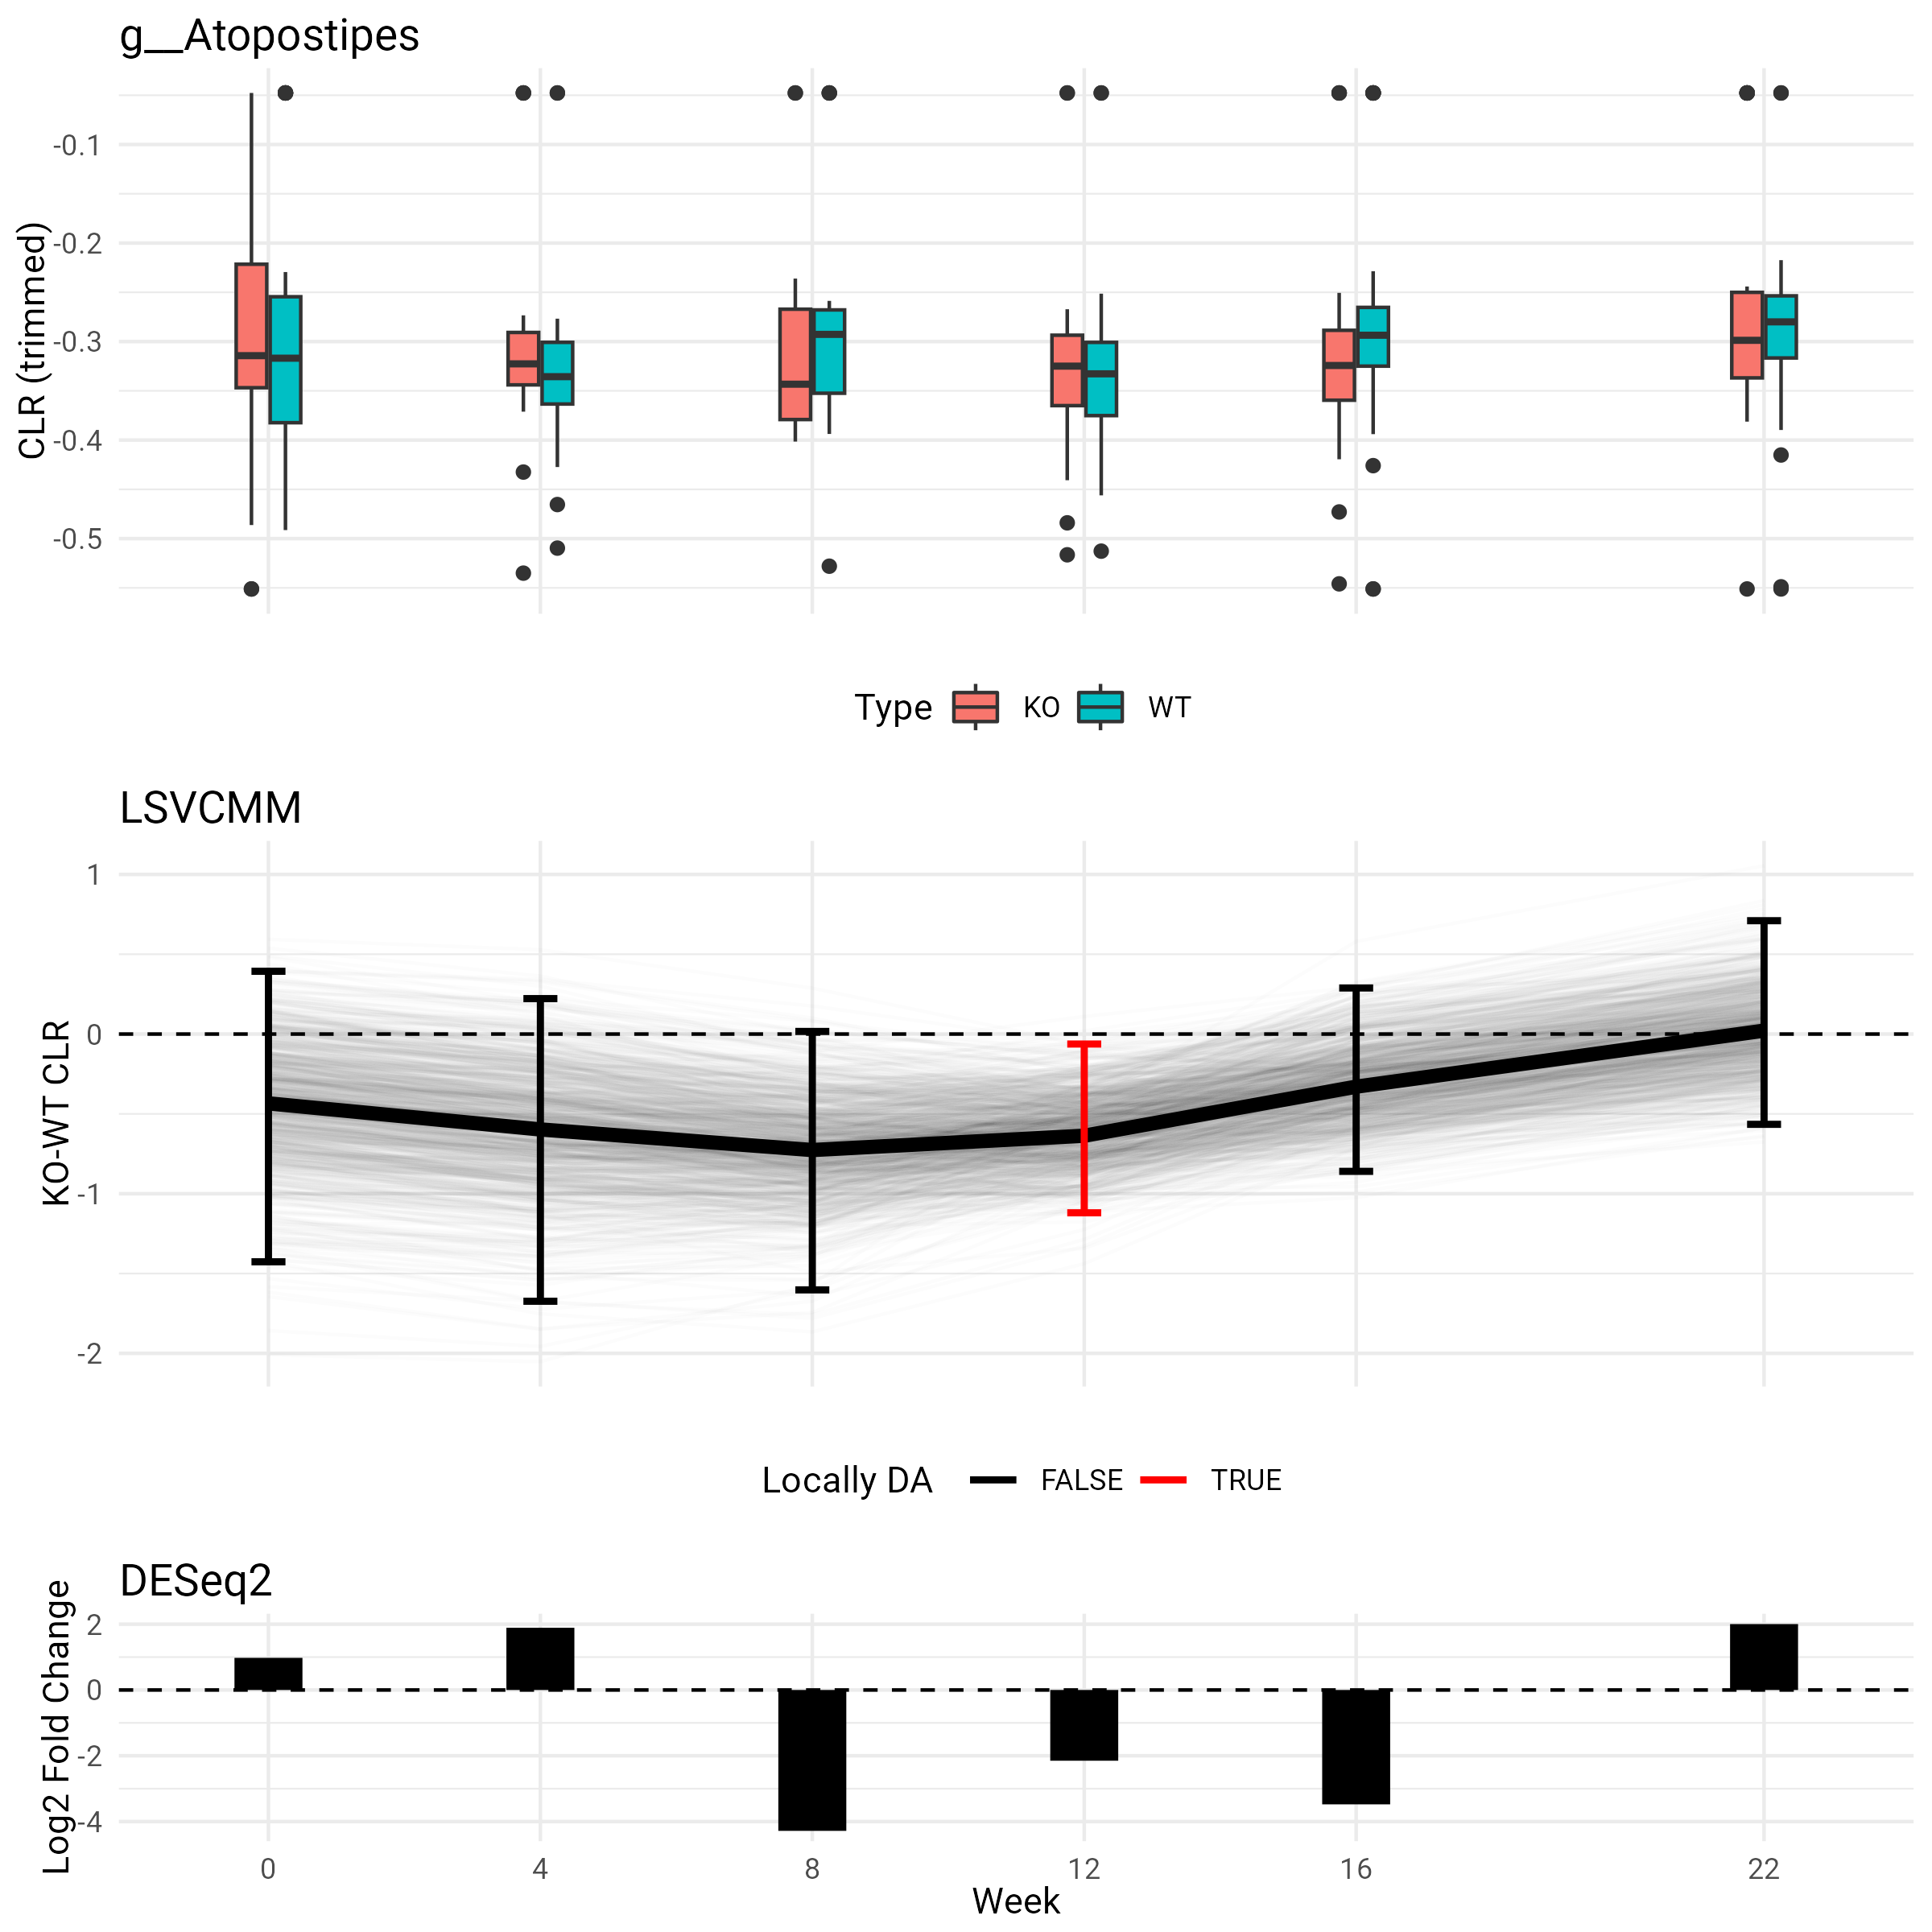 g__Atopostipes
CLR (trimmed)
-0.1
-0.2
-0.3
-0.4
-0.5
Type KO WT
LSVCMM
KO-WT CLR
1
0
-1
-2
Locally DA FALSE TRUE
DESeq2
Log2 Fold Change
2
0
-2
-4
0 4 8 12 16 22
Week